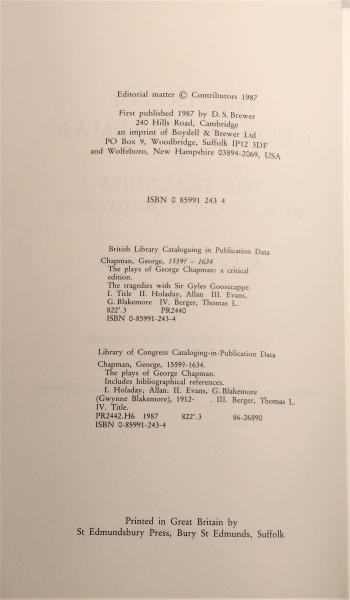 Editorial matter © Contributors 1987
First published 1987 by D. S. Brewer
240 Hills Road, Cambridge
an imprint of Boydell & Brewer Ltd
PO Box 9, Woodbridge, Suffolk IP12 3DF
and Wolfeboro, New Hampshire 03894-2069, USA
ISBN 0 85991 243 4
British Library Cataloguing in Publication Data
Chapman, George, 1559? – 1634
The plays of George Chapman: a critical
edition.
The tragedies with Sir Gyles Goosecappe.
I. Title II. Holaday, Allan III. Evans,
G. Blakemore IV. Berger, Thomas L.
822'.3 PR2440
ISBN 0-85991-243-4
Library of Congress Cataloging-in-Publication Data
Chapman, George, 1559?-1634.
The plays of George Chapman.
Includes bibliographical references.
I. Holaday, Allan. II. Evans, G. Blakemore
(Gwynne Blakemore), 1912- . III. Berger, Thomas L.
IV. Title.
PR2442.H6 1987 822'.3 86-26890
ISBN 0-85991-243-4
Printed in Great Britain by
St Edmundsbury Press, Bury St Edmunds, Suffolk